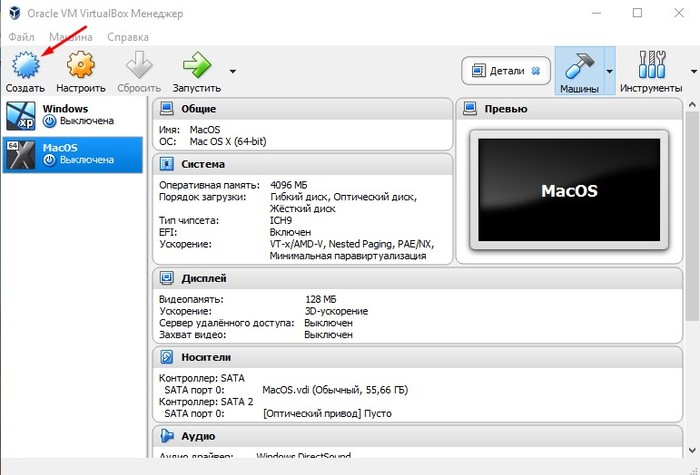 Oracle VM VirtualBox Менеджер
Файл Машина Справка
Создать Настроить Сбросить Запустить Детали Машины Инструменты
Windows
Выключена
xp
64
MacOS
Выключена
Общие
Имя: MacOS
ОС: Mac OS X (64-bit)
Система
Оперативная память: 4096 МБ
Порядок загрузки: Гибкий диск, Оптический диск,
Жёсткий диск
Тип чипсета: ICH9
EFI: Включен
Ускорение: VT-x/AMD-V, Nested Paging, PAE/NX,
Минимальная паравиртуализация
Превью
MacOS
Дисплей
Видеопамять: 128 МБ
Ускорение: 3D-ускорение
Сервер удалённого доступа: Выключен
Захват видео: Выключен
Носители
Контроллер: SATA
SATA порт 0: MacOS.vdi (Обычный, 55,66 ГБ)
Контроллер: SATA 2
SATA порт 0: [Оптический привод] Пусто
Аудио
Аудио драйвер: Windows DirectSound